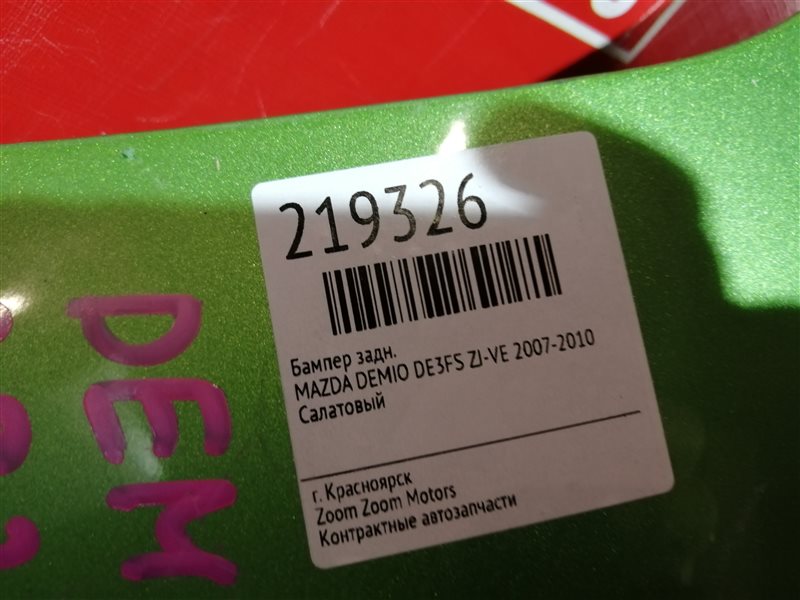 219326
Бампер задн.
MAZDA DEMIO DE3FS ZJ-VE 2007-2010
Салатовый
г. Красноярск
Zoom Zoom Motors
Контрактные автозапчасти
DEM